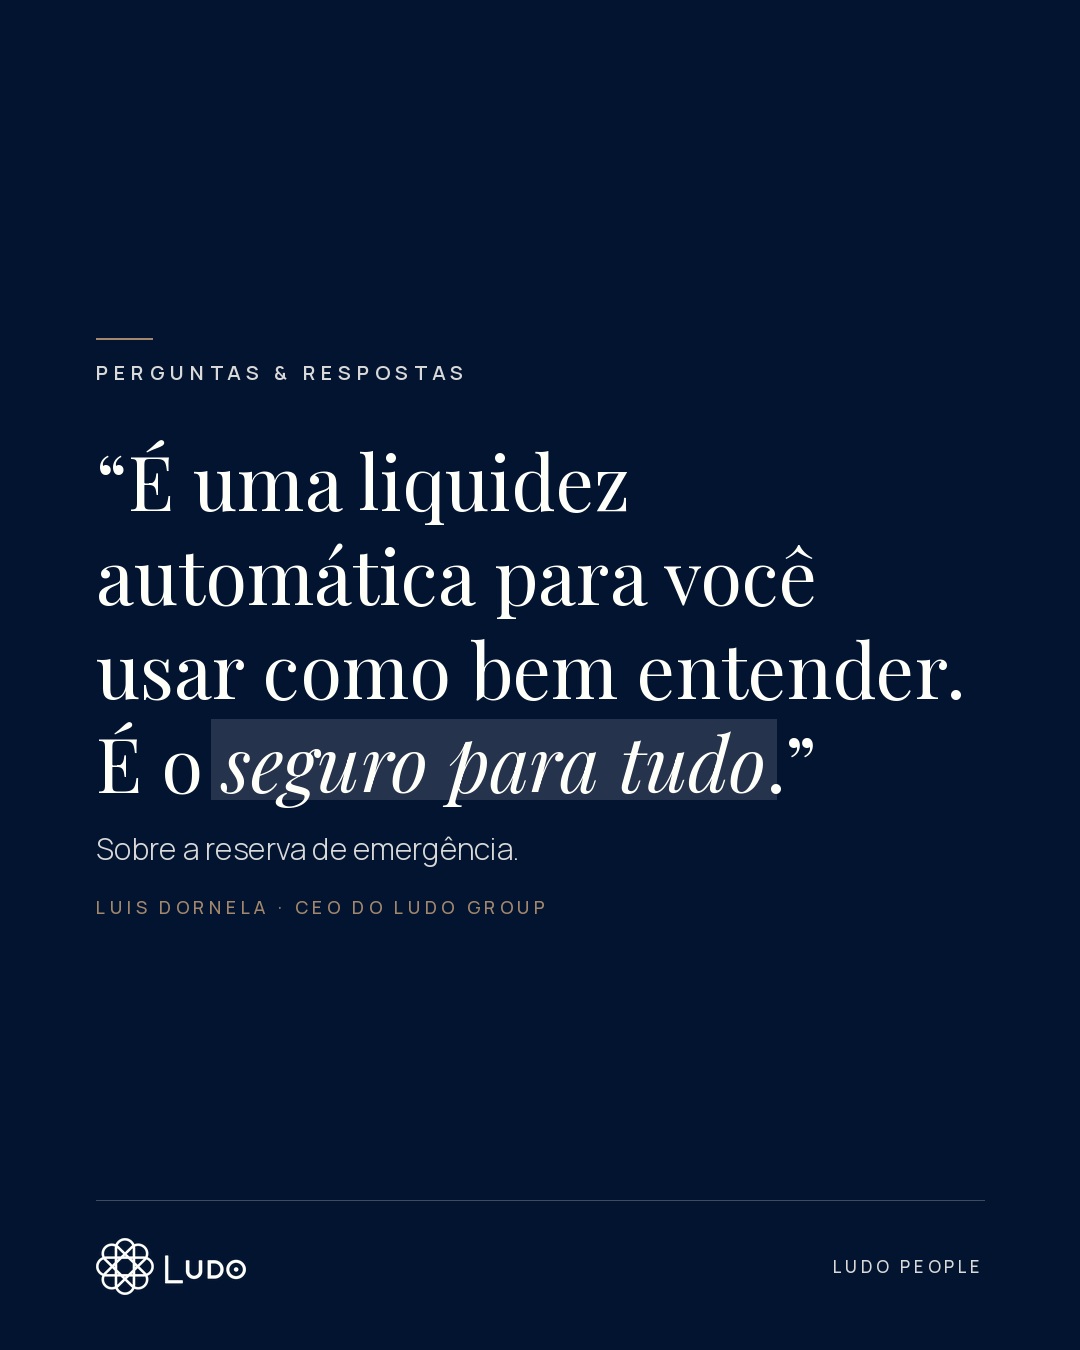 PERGUNTAS & RESPOSTAS
“É uma liquidez
automática para você
usar como bem entender.
É o seguro para tudo.”
Sobre a reserva de emergência.
LUIS DORNELA · CEO DO LUDO GROUP
LUDO
LUDO PEOPLE